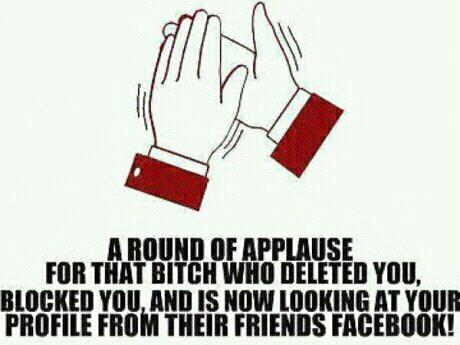 A ROUND OF APPLAUSE
FOR THAT BITCH WHO DELETED YOU,
BLOCKED YOU, AND IS NOW LOOKING AT YOUR
PROFILE FROM THEIR FRIENDS FACEBOOK!